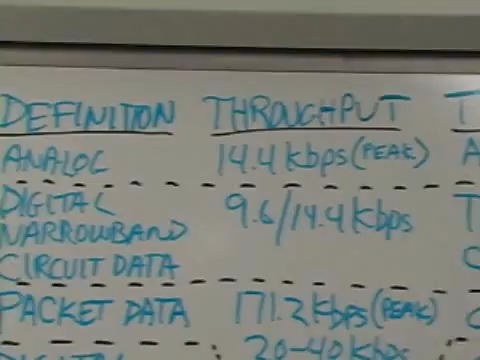 DEFINITION THROUGHPUT T
ANALOG 14.4 kbps (PEAK) A
DIGITAL 9.6/14.4 kbps T
NARROWBAND
CIRCUIT DATA C
PACKET DATA 171.2 kbps (PEAK) C
DIGITAL 20-40 kbps